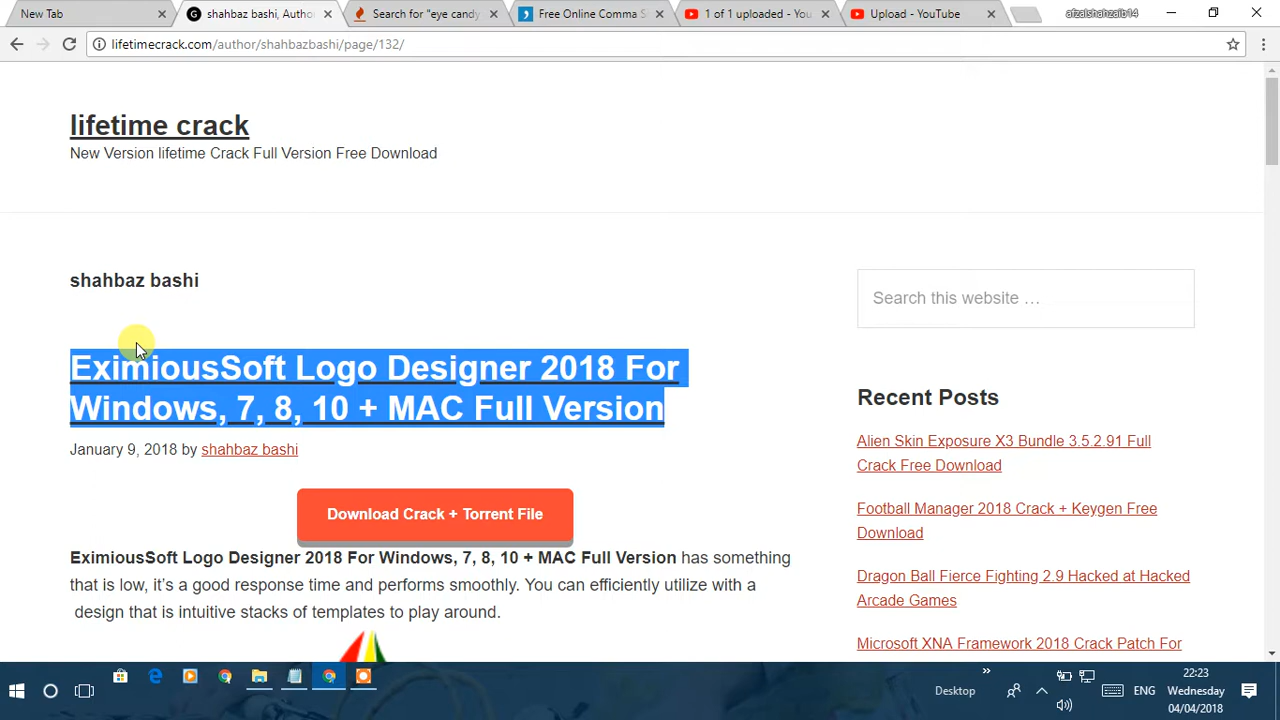 New Tab
shahbaz bashi, Autho
Search for "eye candy
Free Online Comma S
1 of 1 uploaded - You
Upload - YouTube
afzalshahzaib14
lifetimecrack.com/author/shahbazbashi/page/132/
lifetime crack
New Version lifetime Crack Full Version Free Download
shahbaz bashi
Search this website …
EximiousSoft Logo Designer 2018 For
Windows, 7, 8, 10 + MAC Full Version
January 9, 2018 by shahbaz bashi
Download Crack + Torrent File
EximiousSoft Logo Designer 2018 For Windows, 7, 8, 10 + MAC Full Version has something
that is low, it's a good response time and performs smoothly. You can efficiently utilize with a
design that is intuitive stacks of templates to play around.
Recent Posts
Alien Skin Exposure X3 Bundle 3.5.2.91 Full
Crack Free Download
Football Manager 2018 Crack + Keygen Free
Download
Dragon Ball Fierce Fighting 2.9 Hacked at Hacked
Arcade Games
Microsoft XNA Framework 2018 Crack Patch For
Desktop
ENG
22:23
Wednesday
04/04/2018